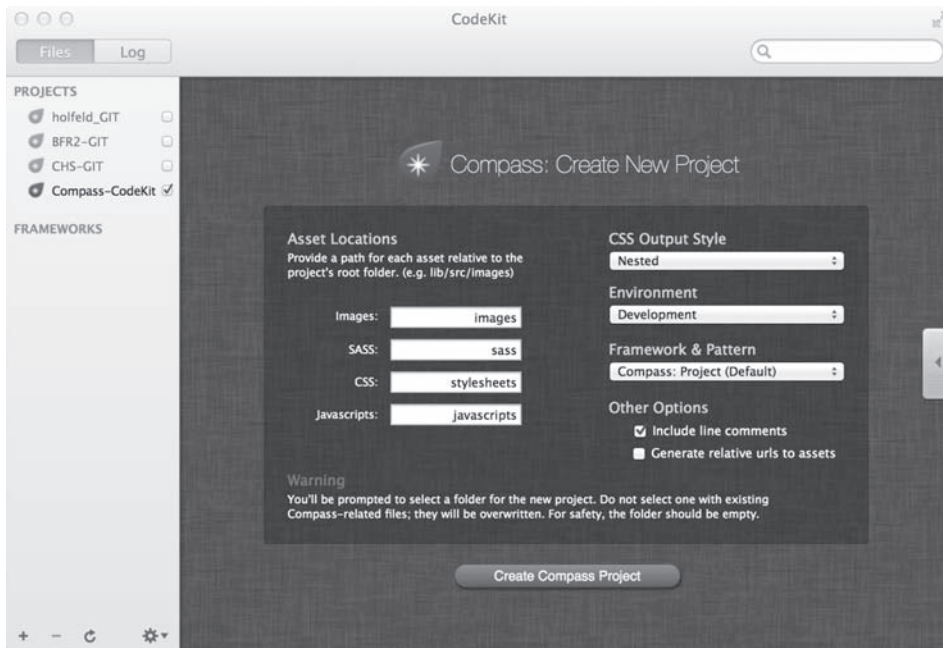 CodeKit
Files
Log
PROJECTS
holfeld_GIT
BFR2-GIT
CHS-GIT
Compass-CodeKit
FRAMEWORKS
Compass: Create New Project
Asset Locations
Provide a path for each asset relative to the
project's root folder. (e.g. lib/src/images)
Images: images
SASS: sass
CSS: stylesheets
Javascripts: javascripts
CSS Output Style
Nested
Environment
Development
Framework & Pattern
Compass: Project (Default)
Other Options
Include line comments
Generate relative urls to assets
Warning
You'll be prompted to select a folder for the new project. Do not select one with existing
Compass-related files; they will be overwritten. For safety, the folder should be empty.
Create Compass Project